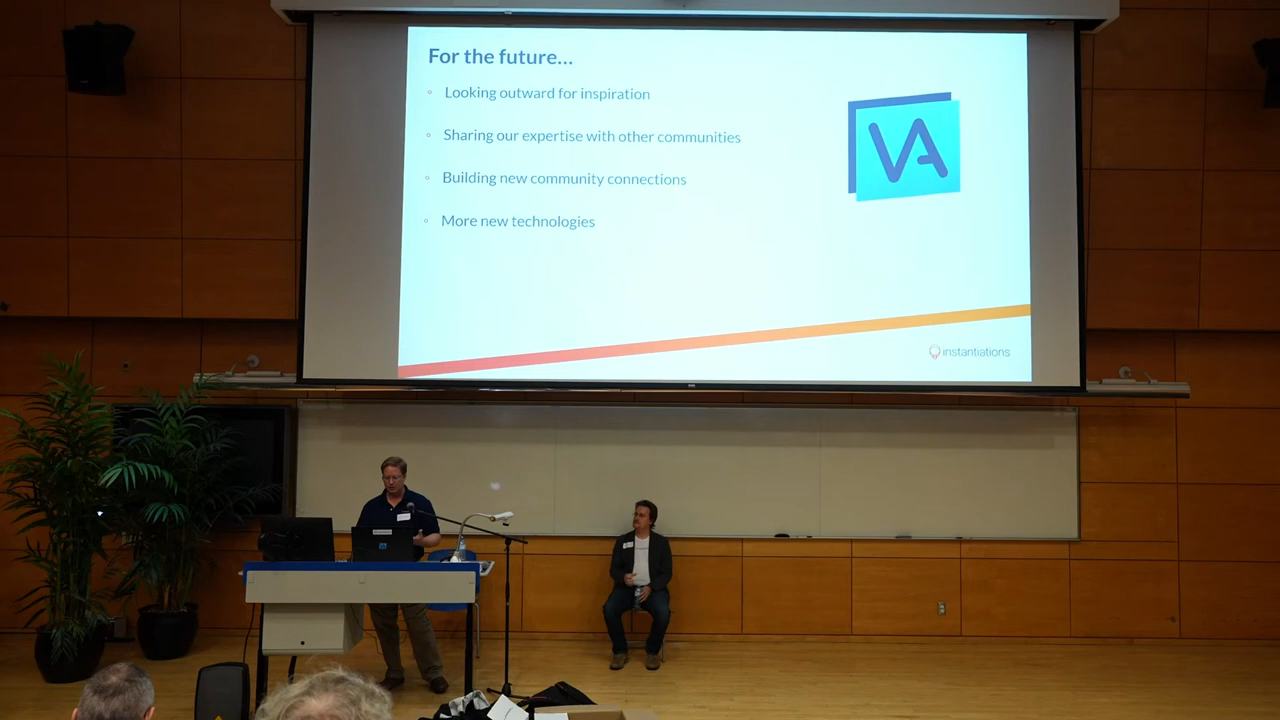 For the future...
Looking outward for inspiration
Sharing our expertise with other communities
Building new community connections
More new technologies
VA
instantiations